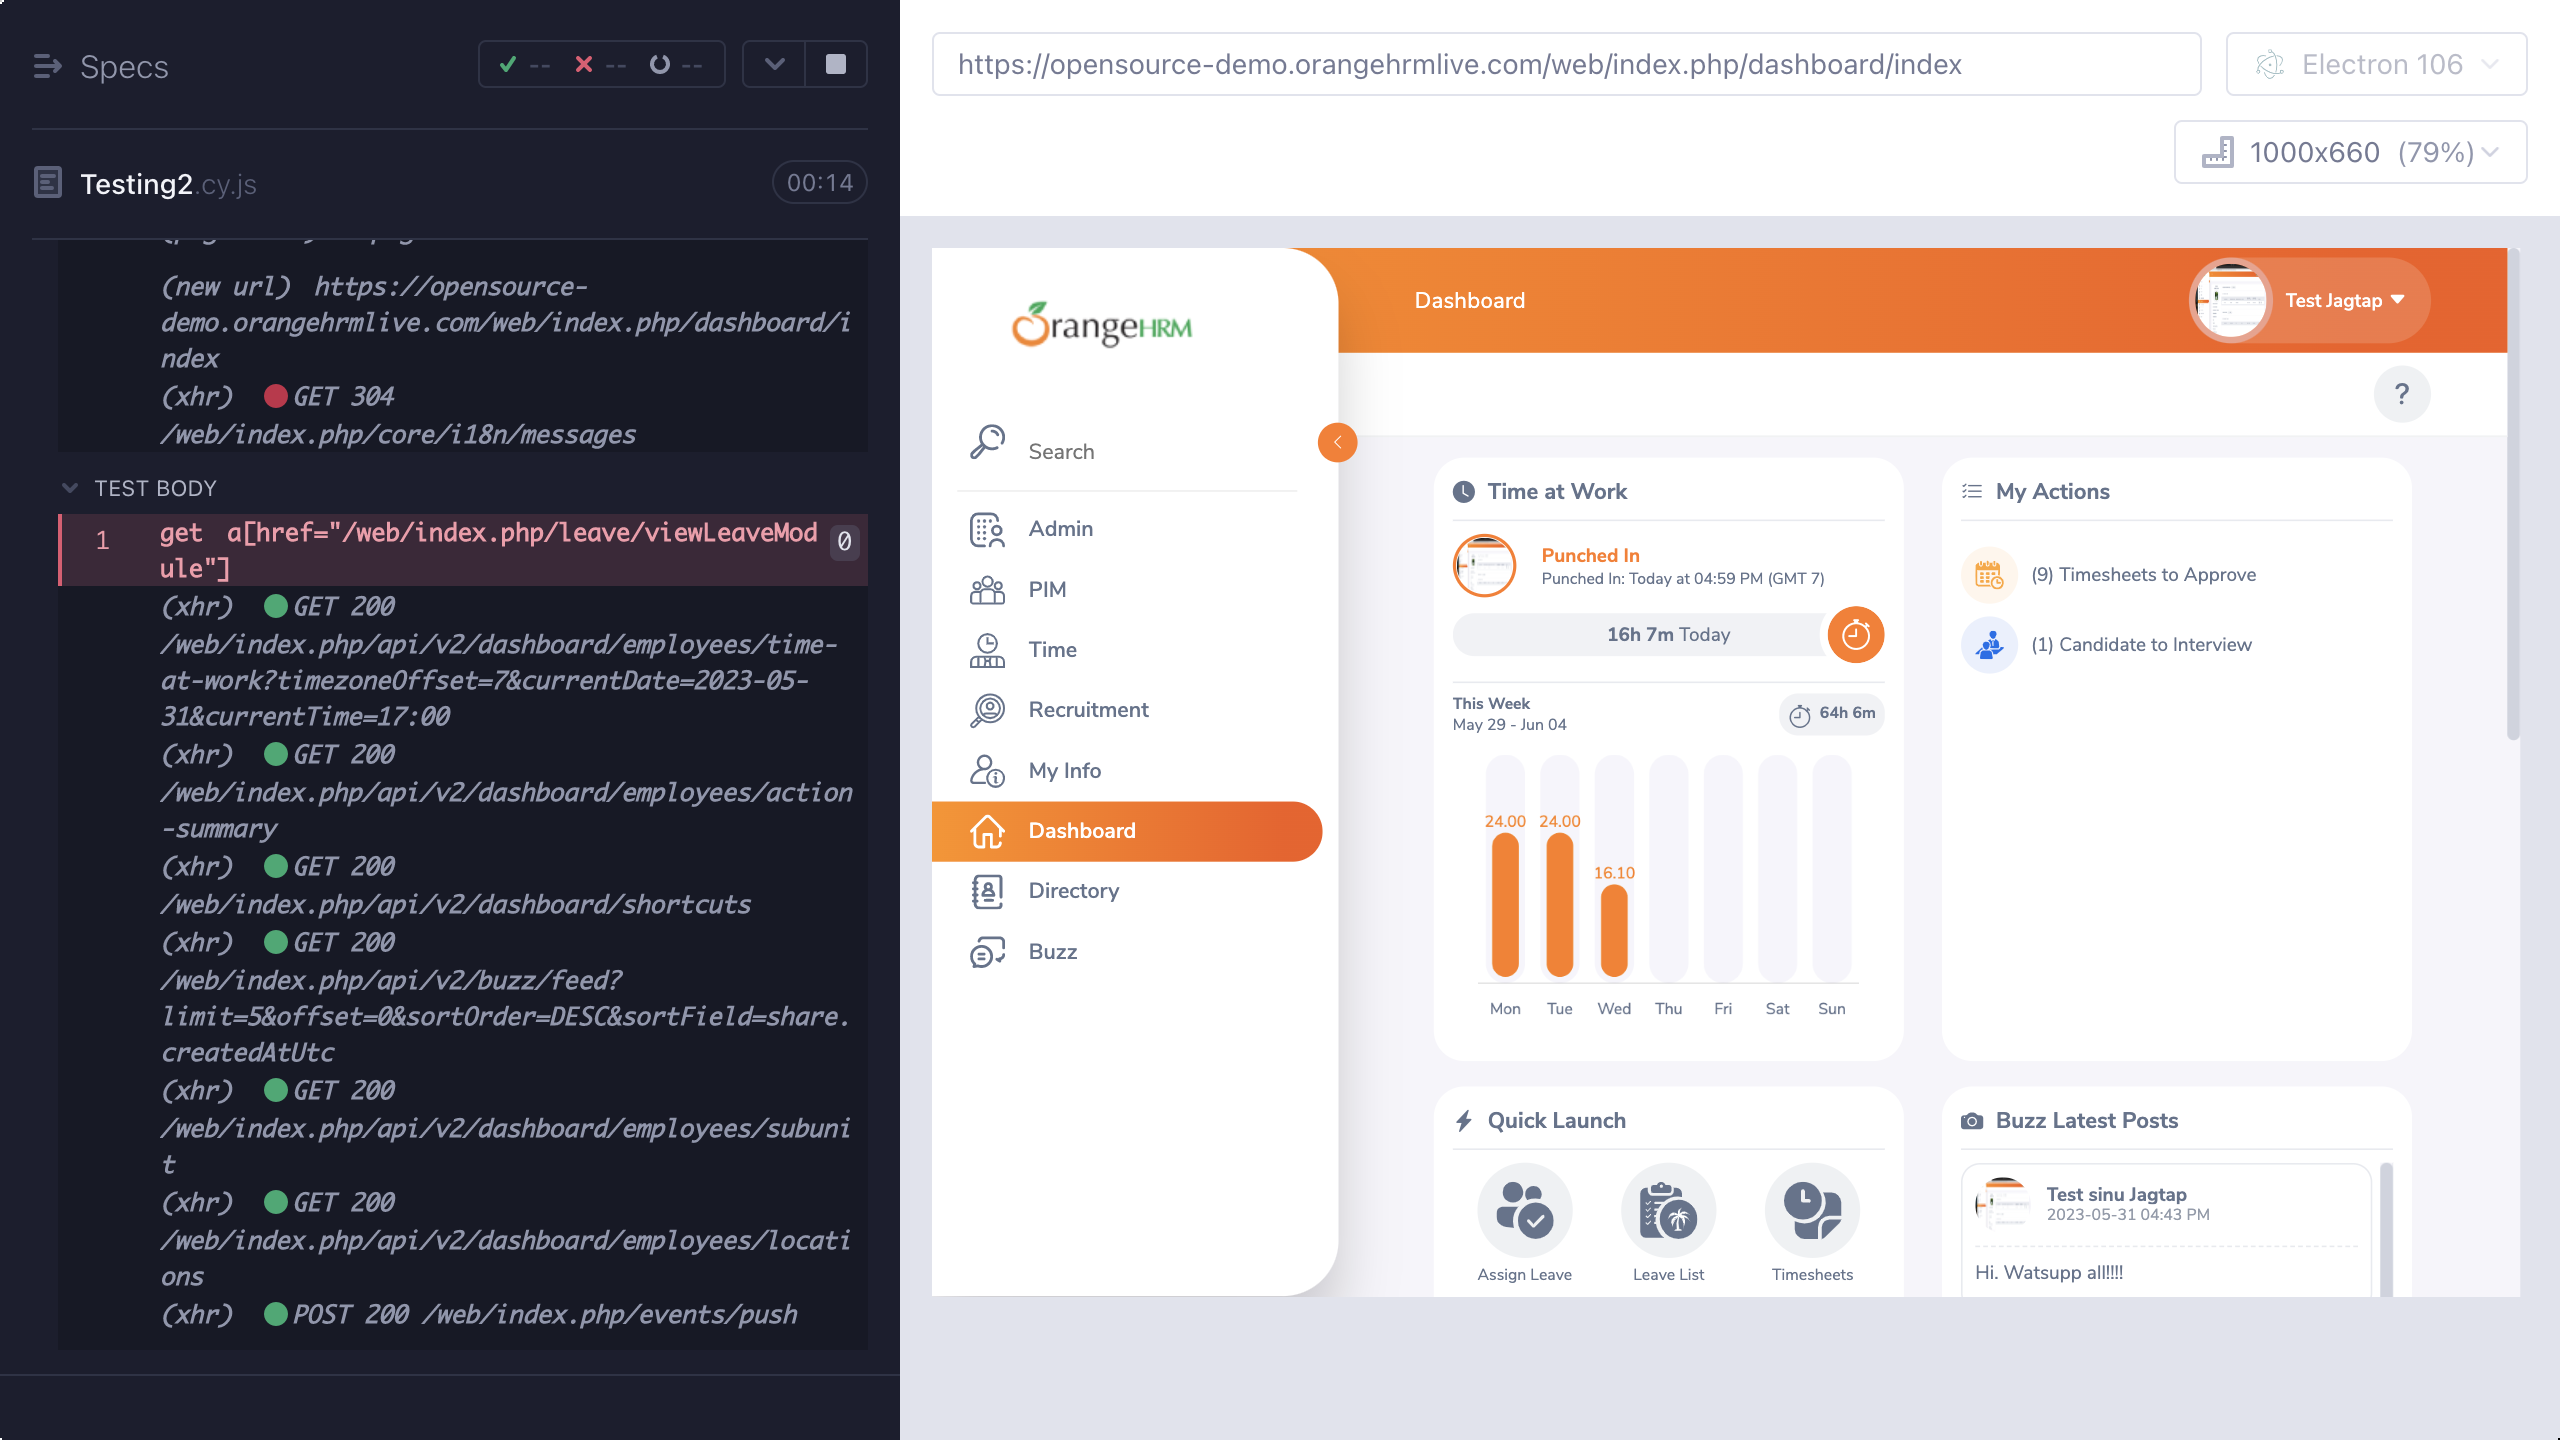 Specs
-- -- --
Testing2.cy.js
00:14
(new url) https://opensource-
demo.orangehrmlive.com/web/index.php/dashboard/i
ndex
(xhr) GET 304
/web/index.php/core/i18n/messages
TEST BODY
1 get a[href="/web/index.php/leave/viewLeaveMod
ule"]
0
(xhr) GET 200
/web/index.php/api/v2/dashboard/employees/time-
at-work?timezoneOffset=7&currentDate=2023-05-
31&currentTime=17:00
(xhr) GET 200
/web/index.php/api/v2/dashboard/employees/action
-summary
(xhr) GET 200
/web/index.php/api/v2/dashboard/shortcuts
(xhr) GET 200
/web/index.php/api/v2/buzz/feed?
limit=5&offset=0&sortOrder=DESC&sortField=share.
createdAtUtc
(xhr) GET 200
/web/index.php/api/v2/dashboard/employees/subuni
t
(xhr) GET 200
/web/index.php/api/v2/dashboard/employees/locati
ons
(xhr) POST 200 /web/index.php/events/push
https://opensource-demo.orangehrmlive.com/web/index.php/dashboard/index
Electron 106
1000x660 (79%)
OrangeHRM
Search
Admin
PIM
Time
Recruitment
My Info
Dashboard
Directory
Buzz
Dashboard
Test Jagtap
?
Time at Work
Punched In
Punched In: Today at 04:59 PM (GMT 7)
16h 7m Today
This Week
May 29 - Jun 04
64h 6m
24.00 24.00
16.10
Mon Tue Wed Thu Fri Sat Sun
My Actions
(9) Timesheets to Approve
(1) Candidate to Interview
Quick Launch
Assign Leave Leave List Timesheets
Buzz Latest Posts
Test sinu Jagtap
2023-05-31 04:43 PM
Hi. Watsupp all!!!!